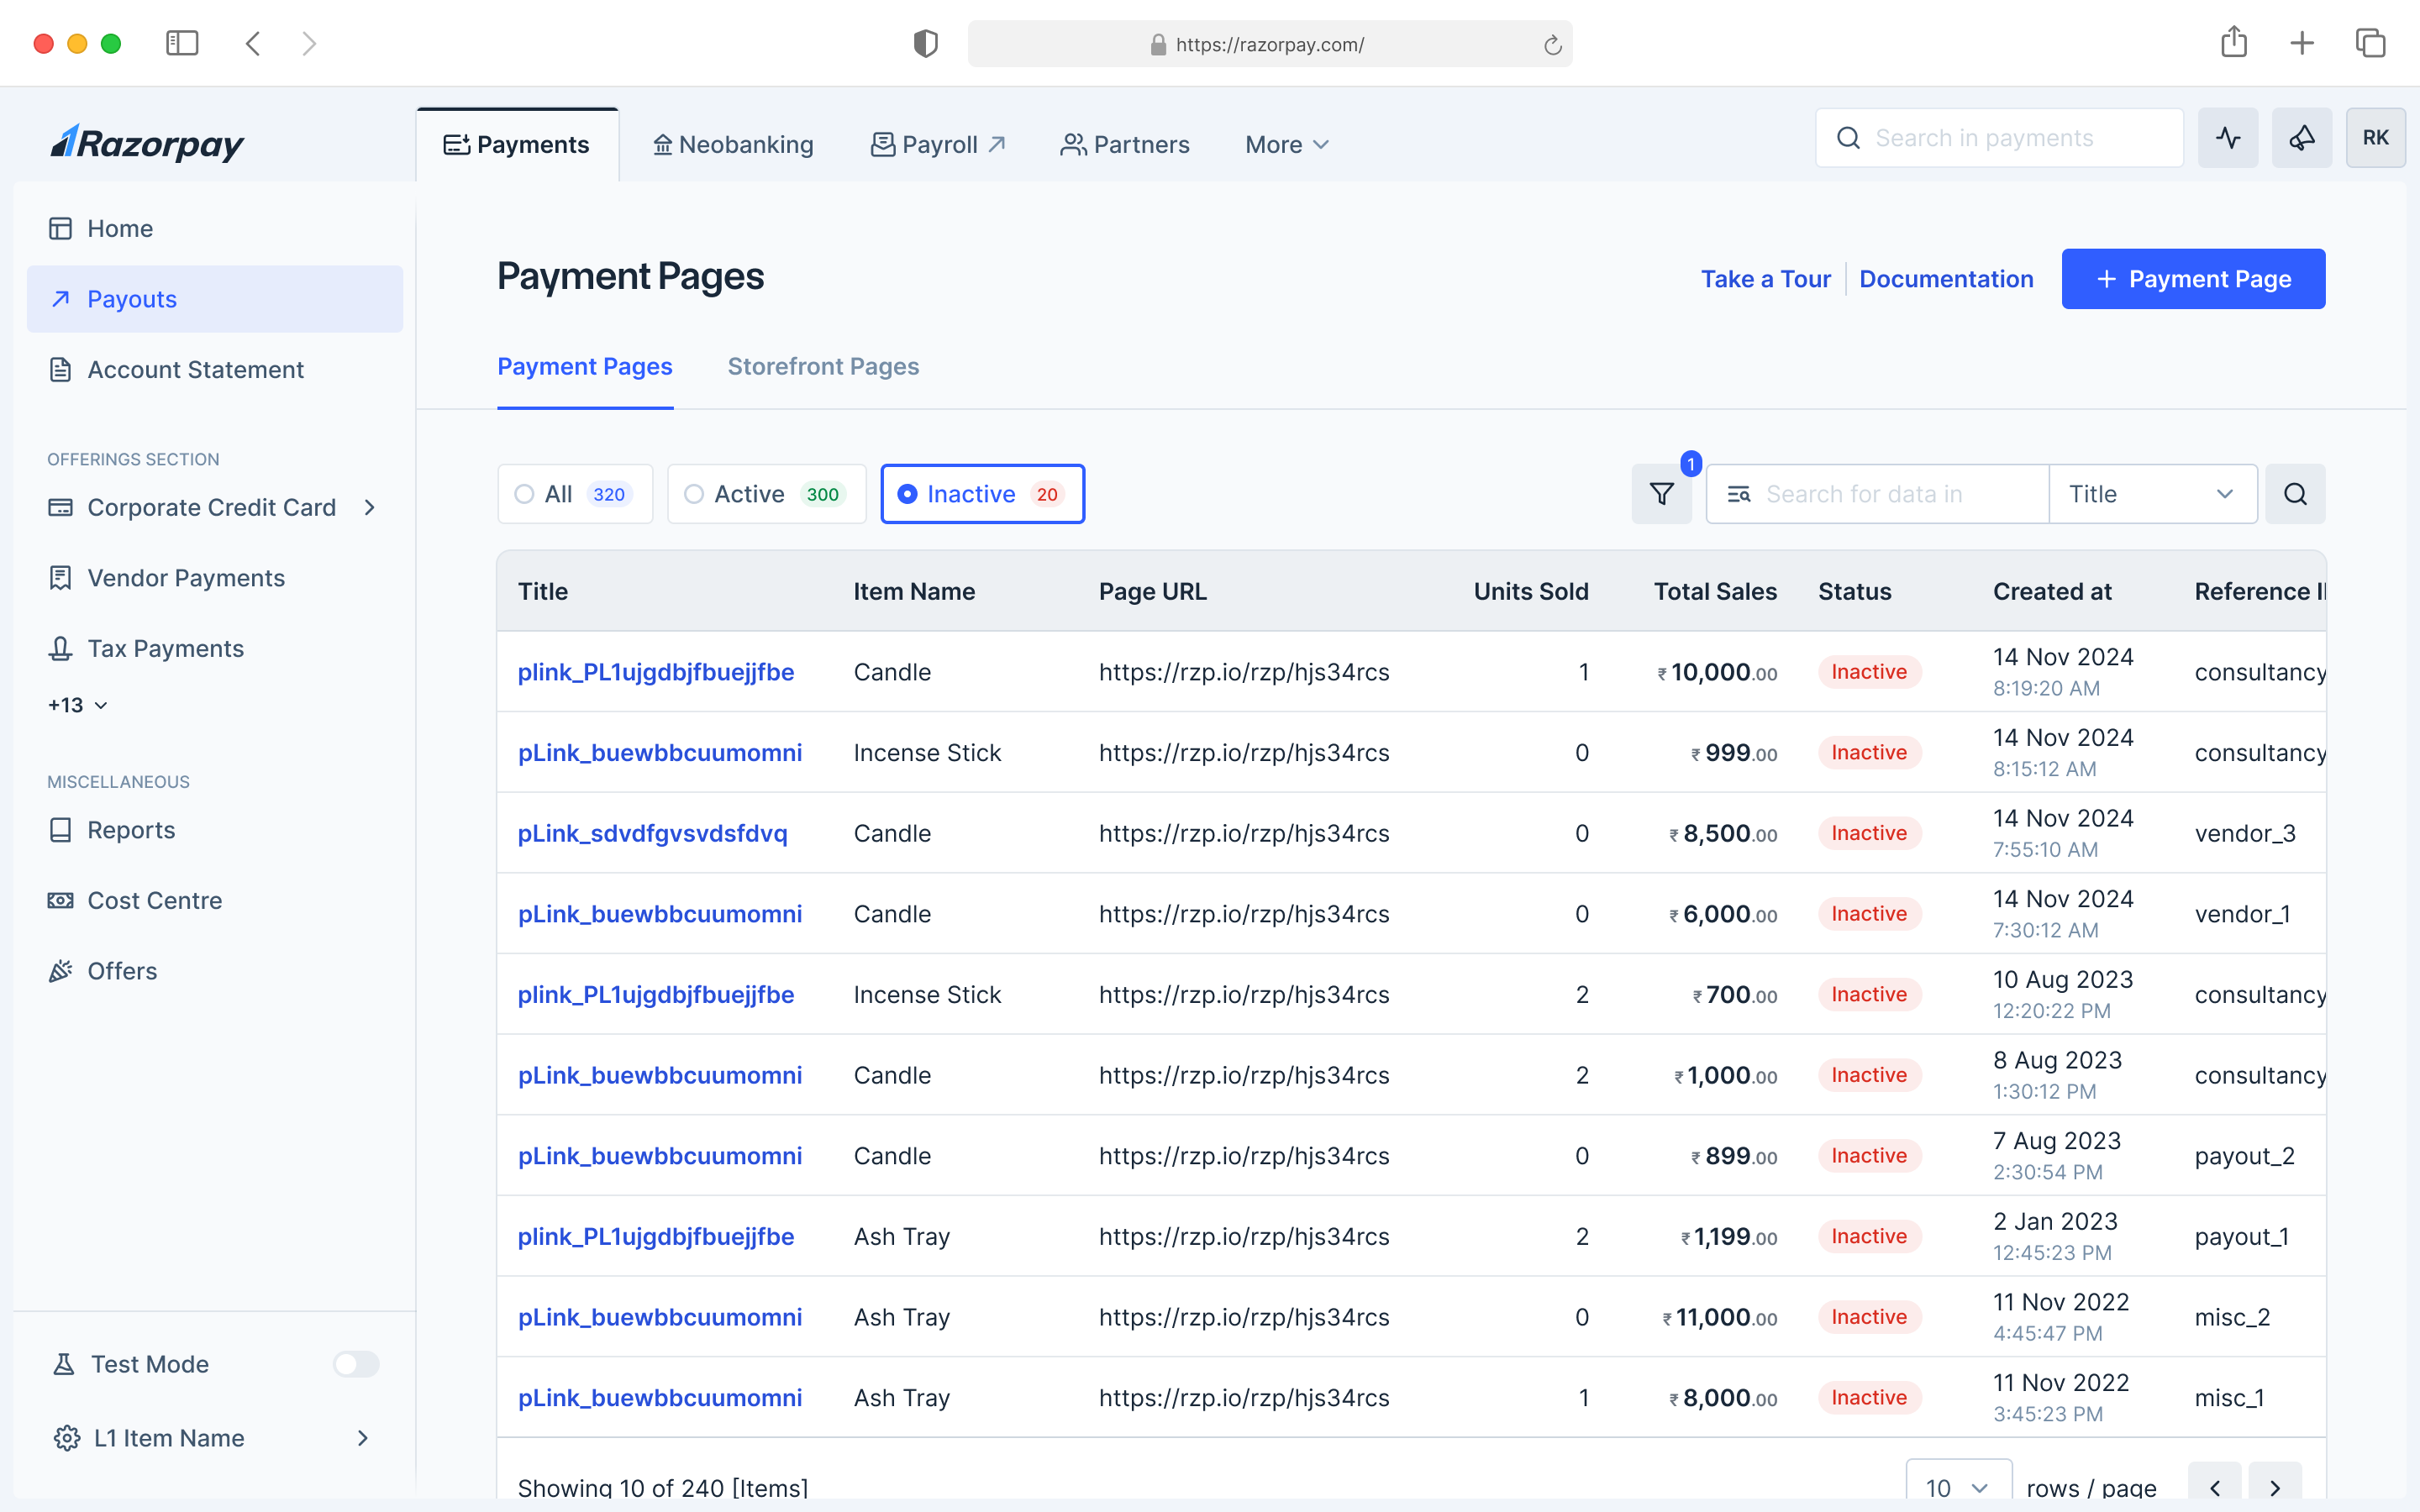 https://razorpay.com/
Razorpay
Payments
Neobanking
Payroll
Partners
More
Search in payments
RK
Home
Payouts
Account Statement
OFFERINGS SECTION
Corporate Credit Card
Vendor Payments
Tax Payments
+13
MISCELLANEOUS
Reports
Cost Centre
Offers
Test Mode
L1 Item Name
Payment Pages
Take a Tour
Documentation
+ Payment Page
Payment Pages
Storefront Pages
All 320
Active 300
Inactive 20
1
Search for data in
Title
Title Item Name Page URL Units Sold Total Sales Status Created at Reference
plink_PL1ujgdbjfbuejjfbe Candle https://rzp.io/rzp/hjs34rcs 1 ₹10,000.00 Inactive 14 Nov 2024 consultancy
8:19:20 AM
pLink_buewbbcuumomni Incense Stick https://rzp.io/rzp/hjs34rcs 0 ₹999.00 Inactive 14 Nov 2024 consultancy
8:15:12 AM
pLink_sdvdfgvsvdsfdvq Candle https://rzp.io/rzp/hjs34rcs 0 ₹8,500.00 Inactive 14 Nov 2024 vendor_3
7:55:10 AM
pLink_buewbbcuumomni Candle https://rzp.io/rzp/hjs34rcs 0 ₹6,000.00 Inactive 14 Nov 2024 vendor_1
7:30:12 AM
plink_PL1ujgdbjfbuejjfbe Incense Stick https://rzp.io/rzp/hjs34rcs 2 ₹700.00 Inactive 10 Aug 2023 consultancy
12:20:22 PM
pLink_buewbbcuumomni Candle https://rzp.io/rzp/hjs34rcs 2 ₹1,000.00 Inactive 8 Aug 2023 consultancy
1:30:12 PM
pLink_buewbbcuumomni Candle https://rzp.io/rzp/hjs34rcs 0 ₹899.00 Inactive 7 Aug 2023 payout_2
2:30:54 PM
plink_PL1ujgdbjfbuejjfbe Ash Tray https://rzp.io/rzp/hjs34rcs 2 ₹1,199.00 Inactive 2 Jan 2023 payout_1
12:45:23 PM
pLink_buewbbcuumomni Ash Tray https://rzp.io/rzp/hjs34rcs 0 ₹11,000.00 Inactive 11 Nov 2022 misc_2
4:45:47 PM
pLink_buewbbcuumomni Ash Tray https://rzp.io/rzp/hjs34rcs 1 ₹8,000.00 Inactive 11 Nov 2022 misc_1
3:45:23 PM
Showing 10 of 240 [Items]
10 rows / page